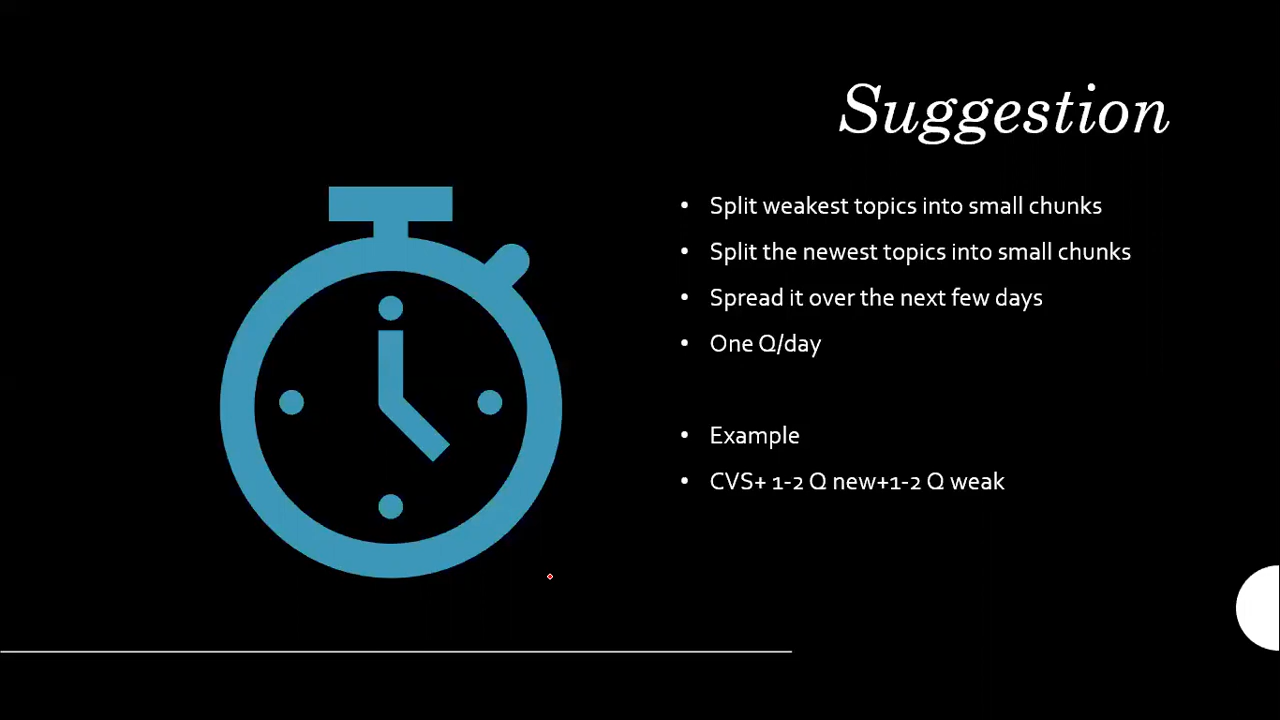 Suggestion
• Split weakest topics into small chunks
• Split the newest topics into small chunks
• Spread it over the next few days
• One Q/day
• Example
• CVS+ 1-2 Q new+1-2 Q weak